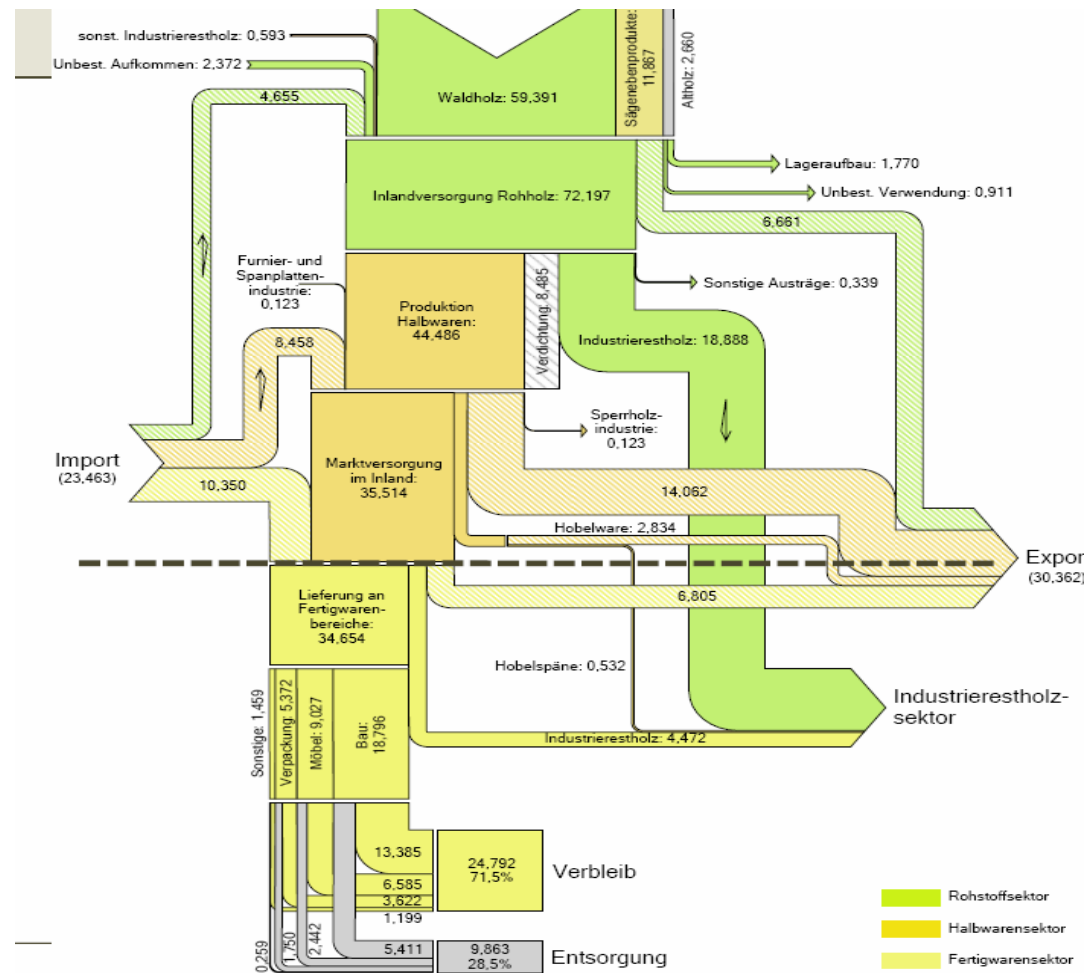 sonst. Industrierestholz: 0,593
Unbest. Aufkommen: 2,372
4,655
Waldholz: 59,391
Sägenebenprodukte:
11,867
Altholz: 2,660
Lageraufbau: 1,770
Unbest. Verwendung: 0,911
Inlandversorgung Rohholz: 72,197
6,661
Furnier- und
Spanplatten-
industrie:
0,123
Produktion
Halbwaren:
44,486
Verdichtung: 8,485
Sonstige Austräge: 0,339
Industrierestholz: 18,888
8,458
Sperrholz-
industrie:
0,123
Import
(23,463)
Marktversorgung
im Inland:
35,514
10,350
14,062
Hobelware: 2,834
Expor
(30,362)
6,805
Lieferung an
Fertigwaren-
bereiche:
34,654
Hobelspäne: 0,532
Industrierestholz-
sektor
Sonstige: 1,459
Verpackung: 5,372
Möbel: 9,027
Bau:
18,796
Industrierestholz: 4,472
13,385
6,585
3,622
1,199
24,792
71,5%
Verbleib
0,259
1,750
2,442
5,411
9,863
28,5%
Entsorgung
Rohstoffsektor
Halbwarensektor
Fertigwarensektor